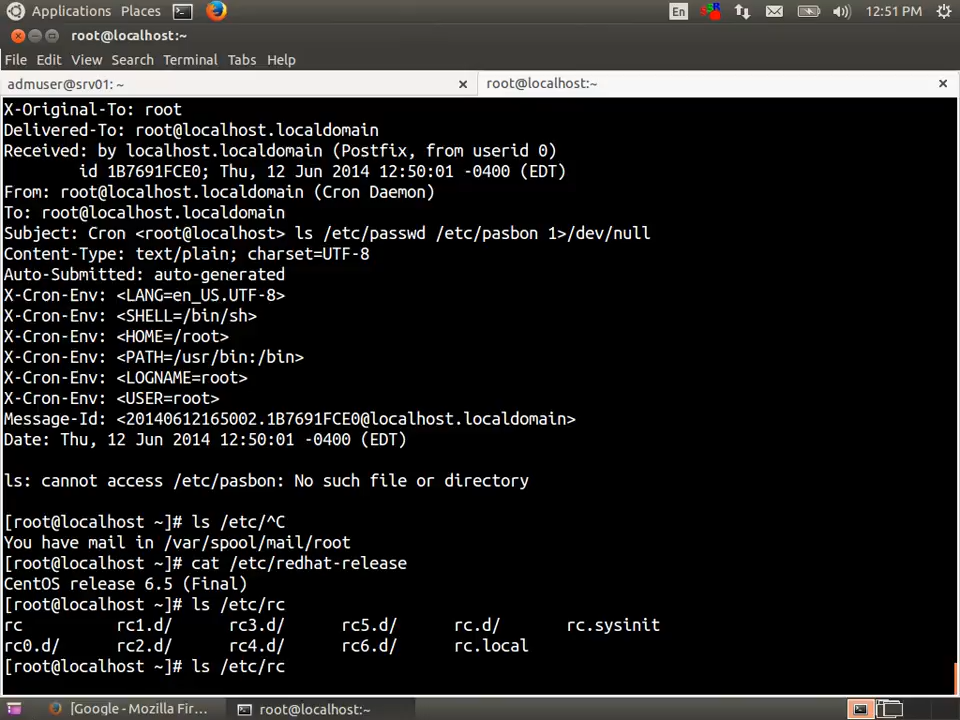 Applications Places En 12:51 PM
root@localhost:~
File Edit View Search Terminal Tabs Help
admuser@srv01: ~ × root@localhost:~ ×
X-Original-To: root
Delivered-To: root@localhost.localdomain
Received: by localhost.localdomain (Postfix, from userid 0)
        id 1B7691FCE0; Thu, 12 Jun 2014 12:50:01 -0400 (EDT)
From: root@localhost.localdomain (Cron Daemon)
To: root@localhost.localdomain
Subject: Cron <root@localhost> ls /etc/passwd /etc/pasbon 1>/dev/null
Content-Type: text/plain; charset=UTF-8
Auto-Submitted: auto-generated
X-Cron-Env: <LANG=en_US.UTF-8>
X-Cron-Env: <SHELL=/bin/sh>
X-Cron-Env: <HOME=/root>
X-Cron-Env: <PATH=/usr/bin:/bin>
X-Cron-Env: <LOGNAME=root>
X-Cron-Env: <USER=root>
Message-Id: <20140612165002.1B7691FCE0@localhost.localdomain>
Date: Thu, 12 Jun 2014 12:50:01 -0400 (EDT)
ls: cannot access /etc/pasbon: No such file or directory
[root@localhost ~]# ls /etc/^C
You have mail in /var/spool/mail/root
[root@localhost ~]# cat /etc/redhat-release
CentOS release 6.5 (Final)
[root@localhost ~]# ls /etc/rc
rc rc1.d/ rc3.d/ rc5.d/ rc.d/ rc.sysinit
rc0.d/ rc2.d/ rc4.d/ rc6.d/ rc.local
[root@localhost ~]# ls /etc/rc
[Google - Mozilla Fir... root@localhost:~